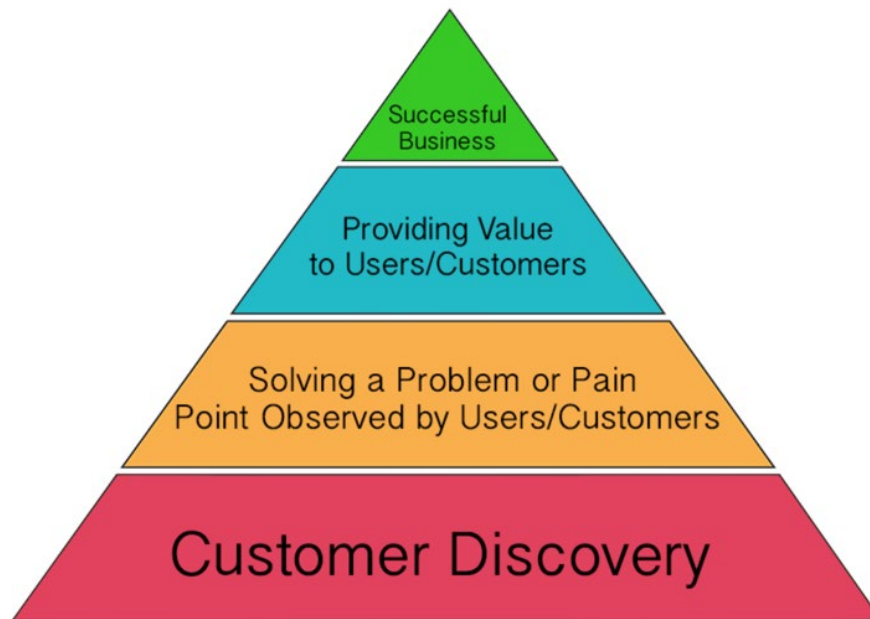 Successful
Business
Providing Value
to Users/Customers
Solving a Problem or Pain
Point Observed by Users/Customers
Customer Discovery